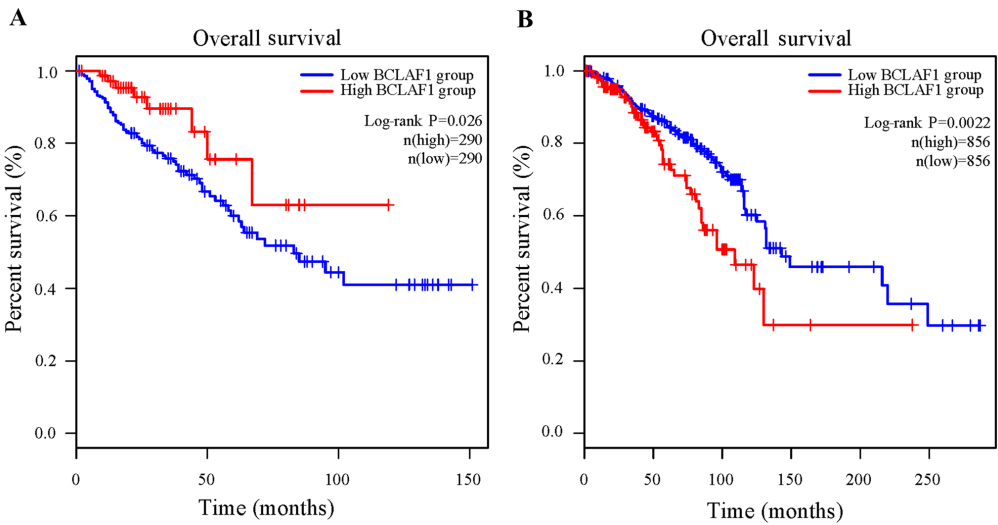 A
Overall survival
Low BCLAF1 group
High BCLAF1 group
Log-rank P=0.026
n(high)=290
n(low)=290
Percent survival (%)
1.0
0.8
0.6
0.4
0.2
0.0
0 50 100 150
Time (months)
B
Overall survival
Low BCLAF1 group
High BCLAF1 group
Log-rank P=0.0022
n(high)=856
n(low)=856
Percent survival (%)
1.0
0.8
0.6
0.4
0.2
0.0
0 50 100 150 200 250
Time (months)